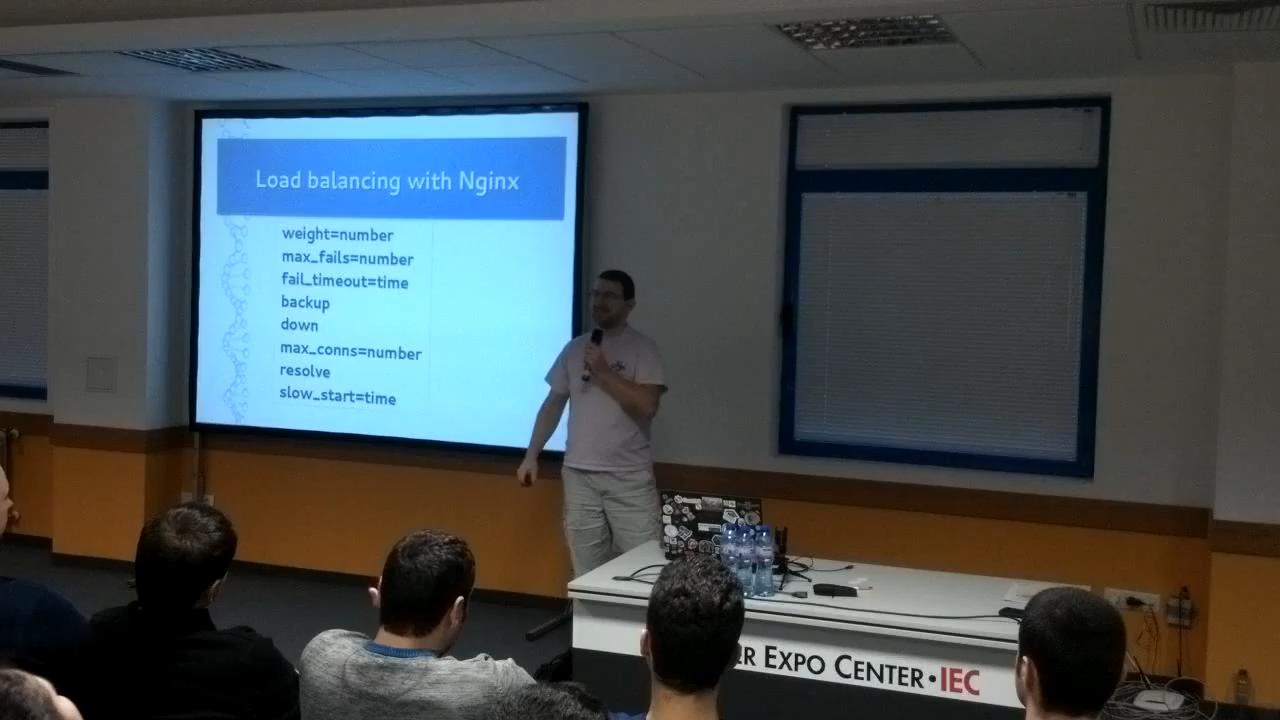 Load balancing with Nginx
weight=number
max_fails=number
fail_timeout=time
backup
down
max_conns=number
resolve
slow_start=time
ER EXPO CENTER • IEC